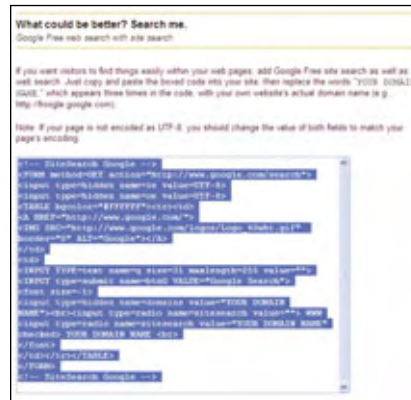 What could be better? Search me.
Google Free web search with site search
If you want visitors to find things easily within your web pages, add Google Free site search as well as
web search. Just copy and paste the boxed code into your site, then replace the words "YOUR DOMAIN
NAME," which appears three times in the code, with your own website's actual domain name (e.g.,
http://froogle.google.com).
Note: If your page is not encoded as UTF-8, you should change the value of both fields to match your
page's encoding.
<!-- SiteSearch Google -->
<FORM method=GET action="http://www.google.com/search">
<input type=hidden name=ie value=UTF-8>
<input type=hidden name=oe value=UTF-8>
<TABLE bgcolor="#FFFFFF"><tr><td>
<A HREF="http://www.google.com/">
<IMG SRC="http://www.google.com/logos/Logo_40wht.gif"
border="0" ALT="Google"></A>
</td>
<td>
<INPUT TYPE=text name=q size=31 maxlength=255 value="">
<INPUT type=submit name=btnG VALUE="Google Search">
<font size=-1>
<input type=hidden name=domains value="YOUR DOMAIN
NAME"><br><input type=radio name=sitesearch value=""> WWW
<input type=radio name=sitesearch value="YOUR DOMAIN NAME"
checked> YOUR DOMAIN NAME <br>
</font>
</td></tr></TABLE>
</FORM>
<!-- SiteSearch Google -->